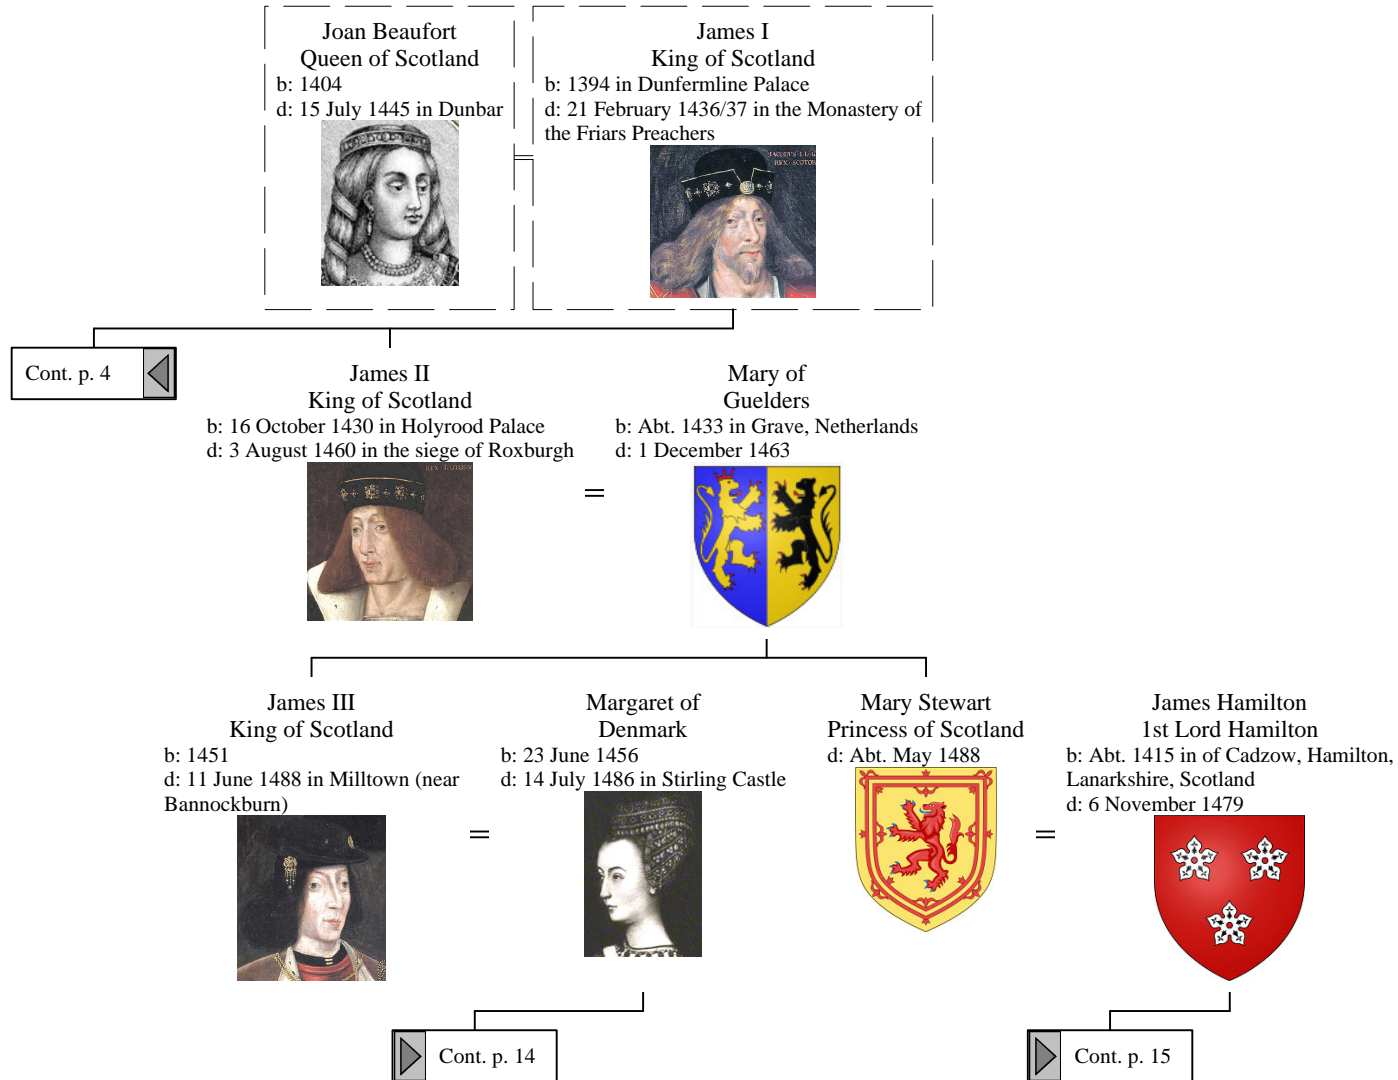 Joan Beaufort
Queen of Scotland
b: 1404
d: 15 July 1445 in Dunbar
James I
King of Scotland
b: 1394 in Dunfermline Palace
d: 21 February 1436/37 in the Monastery of
the Friars Preachers
Cont. p. 4
James II
King of Scotland
b: 16 October 1430 in Holyrood Palace
d: 3 August 1460 in the siege of Roxburgh
Mary of
Guelders
b: Abt. 1433 in Grave, Netherlands
d: 1 December 1463
=
James III
King of Scotland
b: 1451
d: 11 June 1488 in Milltown (near
Bannockburn)
=
Margaret of
Denmark
b: 23 June 1456
d: 14 July 1486 in Stirling Castle
Mary Stewart
Princess of Scotland
d: Abt. May 1488
=
James Hamilton
1st Lord Hamilton
b: Abt. 1415 in of Cadzow, Hamilton,
Lanarkshire, Scotland
d: 6 November 1479
Cont. p. 14
Cont. p. 15